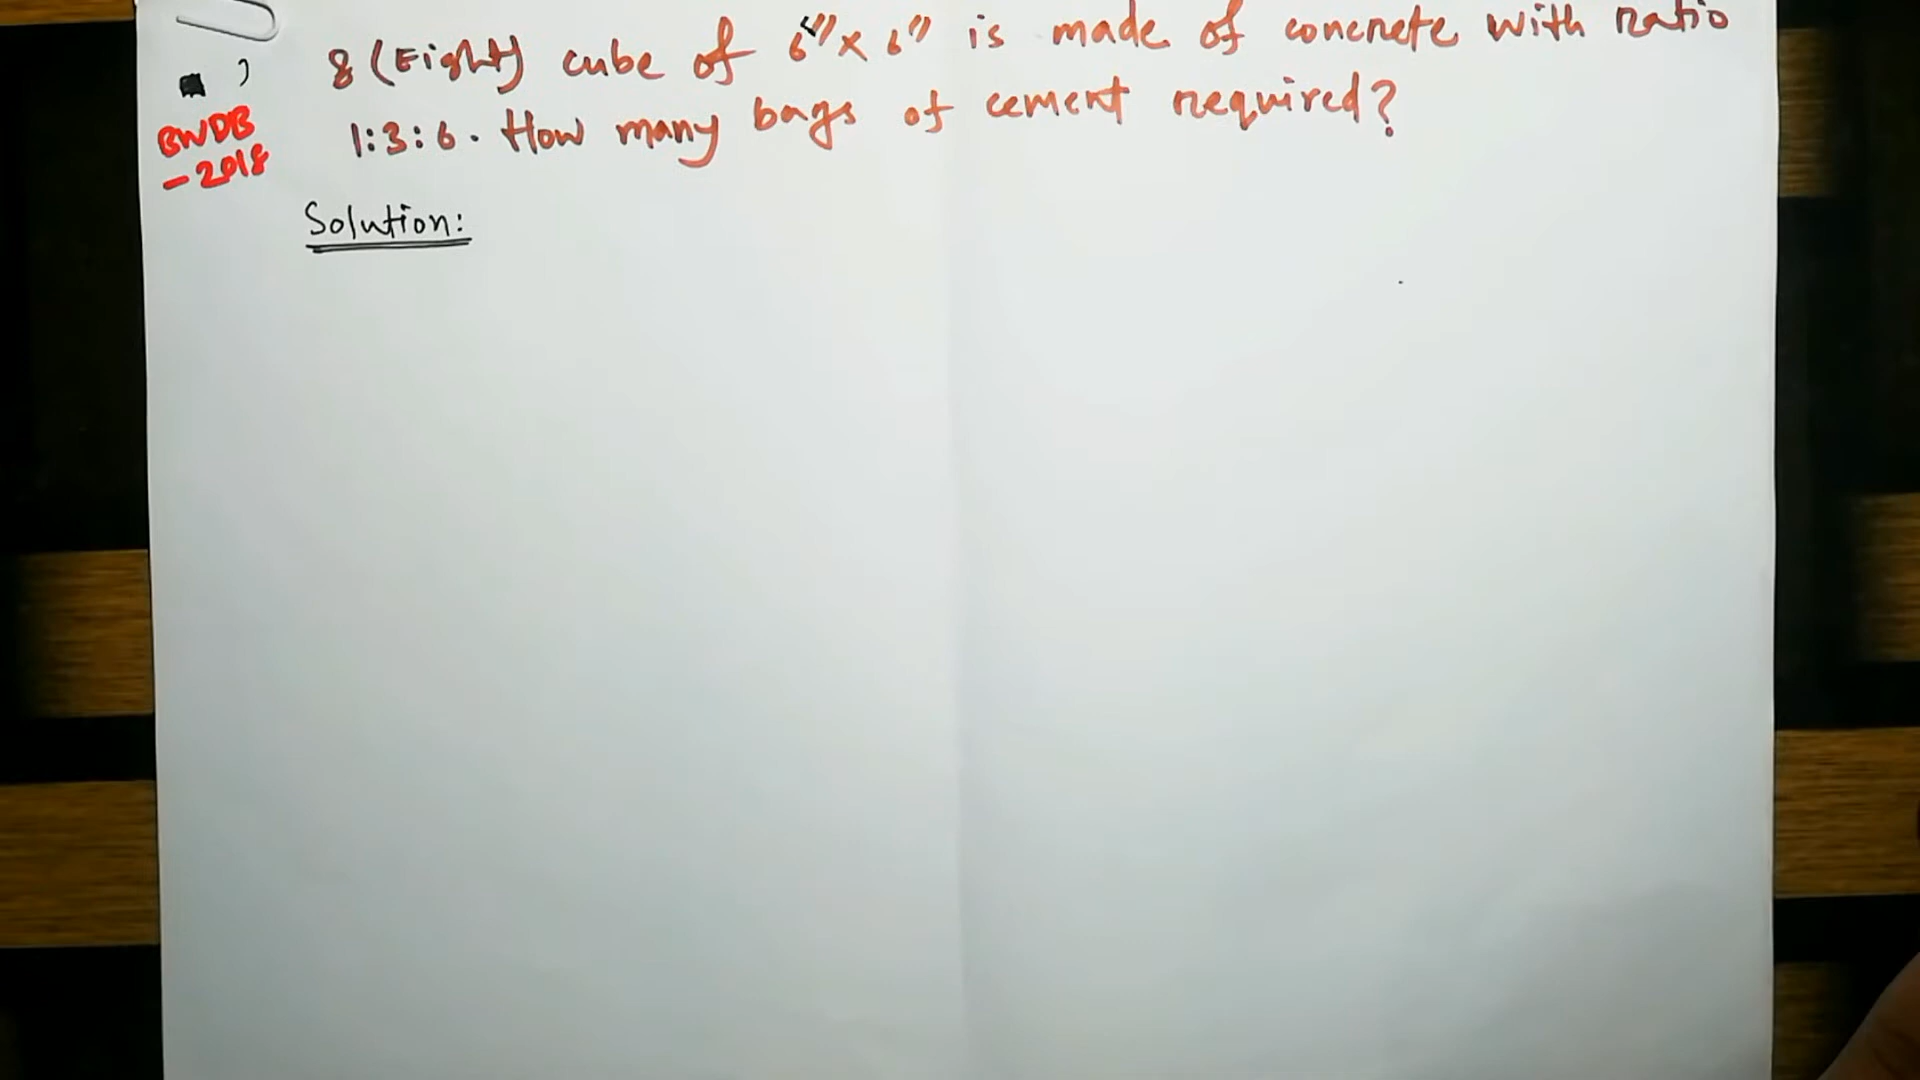 8 (Eight) cube of 6"x 6" is made of concrete with ratio
1:3:6. How many bags of cement required?
BWDB
-2018
Solution: